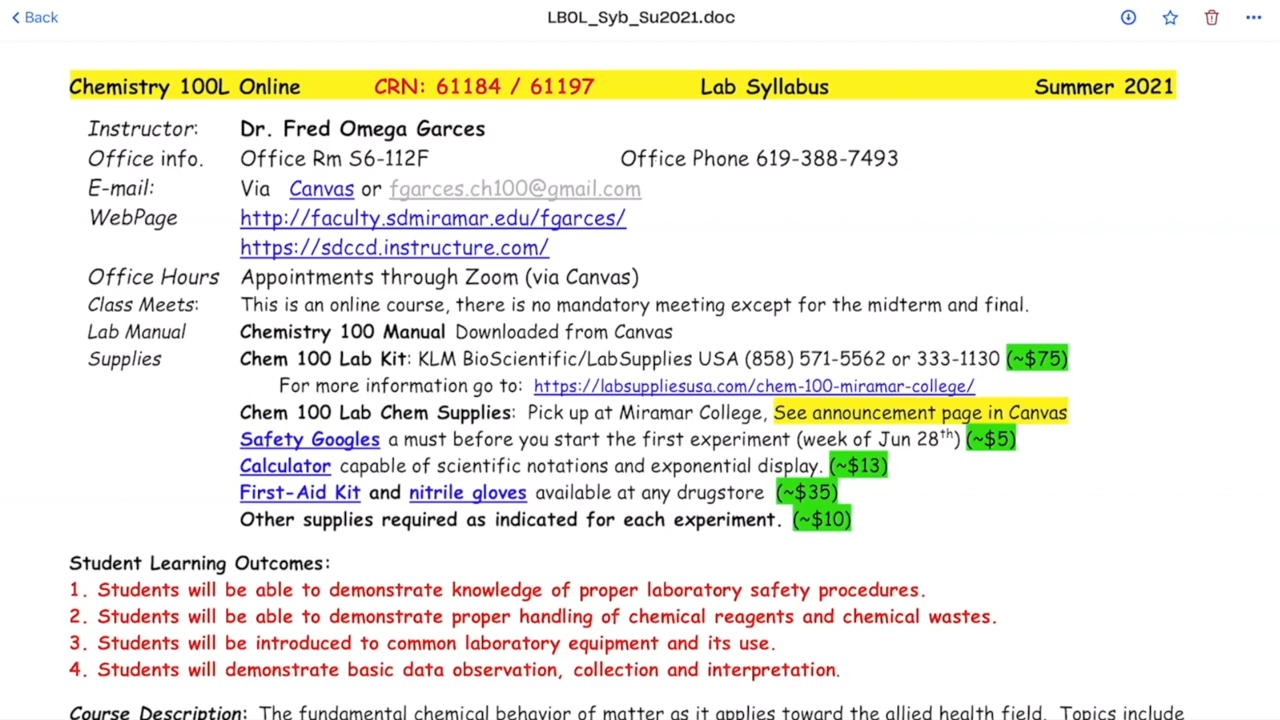 Back
LBOL_Syb_Su2021.doc
Chemistry 100L Online CRN: 61184 / 61197 Lab Syllabus Summer 2021
Instructor: Dr. Fred Omega Garces
Office info. Office Rm S6-112F Office Phone 619-388-7493
E-mail: Via Canvas or fgarces.ch100@gmail.com
WebPage http://faculty.sdmiramar.edu/fgarces/
https://sdccd.instructure.com/
Office Hours Appointments through Zoom (via Canvas)
Class Meets: This is an online course, there is no mandatory meeting except for the midterm and final.
Lab Manual Chemistry 100 Manual Downloaded from Canvas
Supplies Chem 100 Lab Kit: KLM BioScientific/LabSupplies USA (858) 571-5562 or 333-1130 (~$75)
For more information go to: https://labsuppliesusa.com/chem-100-miramar-college/
Chem 100 Lab Chem Supplies: Pick up at Miramar College, See announcement page in Canvas
Safety Googles a must before you start the first experiment (week of Jun 28th) (~$5)
Calculator capable of scientific notations and exponential display. (~$13)
First-Aid Kit and nitrile gloves available at any drugstore (~$35)
Other supplies required as indicated for each experiment. (~$10)
Student Learning Outcomes:
1. Students will be able to demonstrate knowledge of proper laboratory safety procedures.
2. Students will be able to demonstrate proper handling of chemical reagents and chemical wastes.
3. Students will be introduced to common laboratory equipment and its use.
4. Students will demonstrate basic data observation, collection and interpretation.
Course Description: The fundamental chemical behavior of matter as it applies toward the allied health field. Topics include